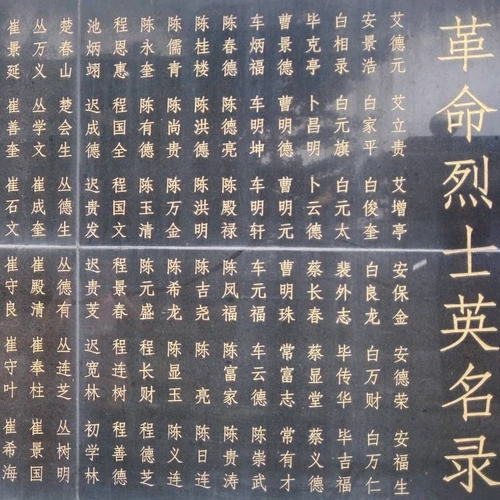 革命烈士英名录
艾德元 艾立贵 艾增亭 安保金 安德荣 安福生
安景浩 白家平 白俊奎 白良龙 白万财 白万仁
白相录 白元旗 白元太 裴外志 毕传华 毕吉福
毕克亭 卜昌明 卜云德 蔡长春 蔡显堂 蔡义德
曹景德 曹明德 曹明元 曹明珠 常富志 常有才
车炳福 车明坤 车明轩 车元福 车云德 陈崇武
陈春德 陈德亮 陈殿禄 陈凤福 陈富家 陈贵涛
陈桂楼 陈洪德 陈洪明 陈吉尧 陈亮 陈日连
陈儒青 陈尚贵 陈万金 陈希龙 陈显玉 陈义连
陈永奎 陈有德 陈玉清 陈元盛 程长财 程德芝
程恩惠 程国全 程国文 程景春 程连树 程善德
池炳翊 迟成德 迟贵发 迟贵芰 迟宽林 初学林
楚春山 楚会生 丛德生 丛德有 丛连芝 丛树明
丛万义 丛学文 崔成奎 崔殿清 崔奉柱 崔景国
崔景延 崔善奎 崔石文 崔守良 崔守叶 崔希海